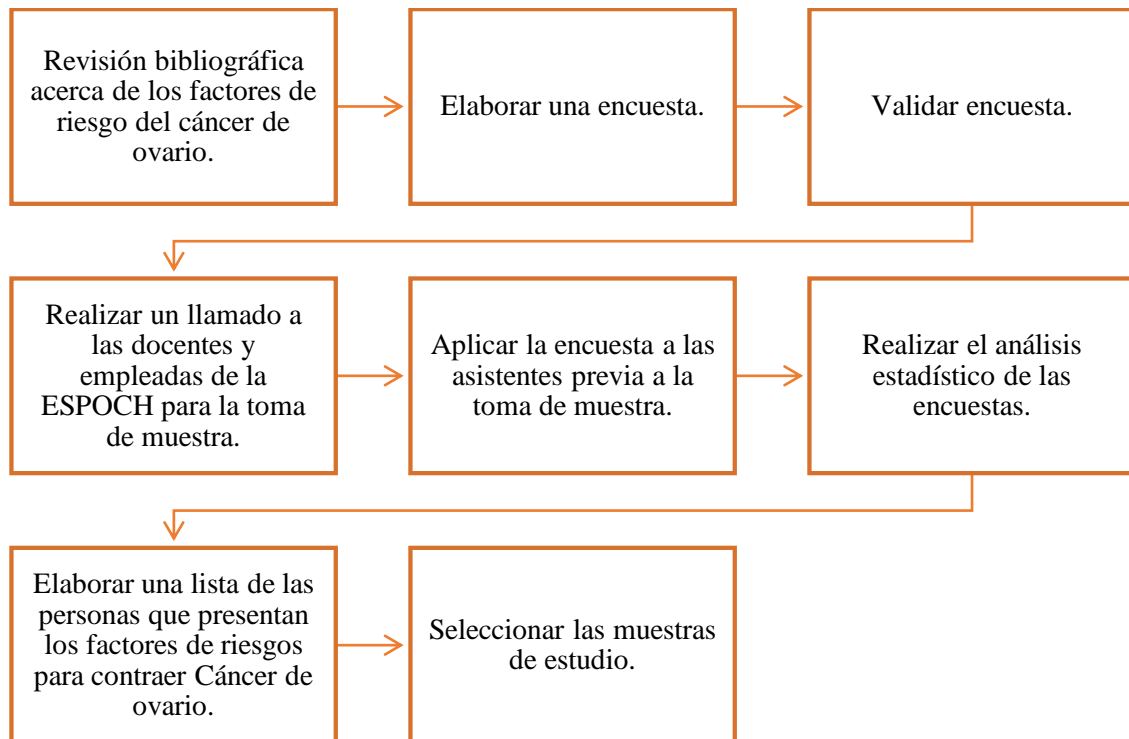 Revisión bibliográfica
acerca de los factores de
riesgo del cáncer de
ovario.
Elaborar una encuesta.
Validar encuesta.
Realizar un llamado a
las docentes y
empleadas de la
ESPOCH para la toma
de muestra.
Aplicar la encuesta a las
asistentes previa a la
toma de muestra.
Realizar el análisis
estadístico de las
encuestas.
Elaborar una lista de las
personas que presentan
los factores de riesgos
para contraer Cáncer de
ovario.
Seleccionar las muestras
de estudio.